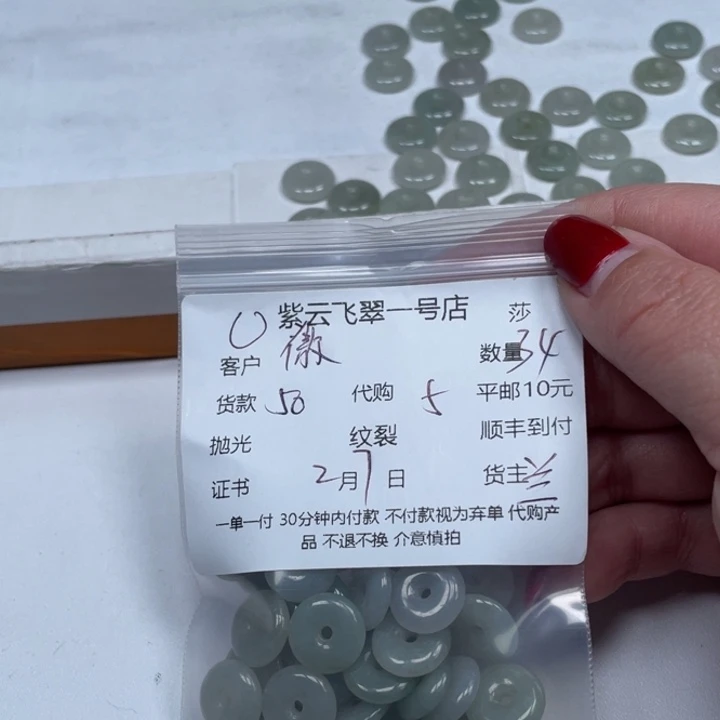 紫云飞翠一号店 莎
客户 数量 34
货款 50 代购 5 平邮10元
抛光 纹裂 顺丰到付
证书 2月7日 货主
一单一付 30分钟内付款 不付款视为弃单 代购产
品 不退不换 介意慎拍